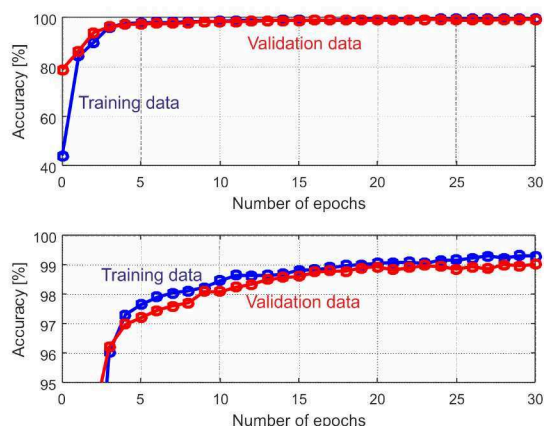 100
80
60
40
Accuracy [%]
Validation data
Training data
0 5 10 15 20 25 30
Number of epochs
100
99
98
97
96
95
Accuracy [%]
Training data
Validation data
0 5 10 15 20 25 30
Number of epochs